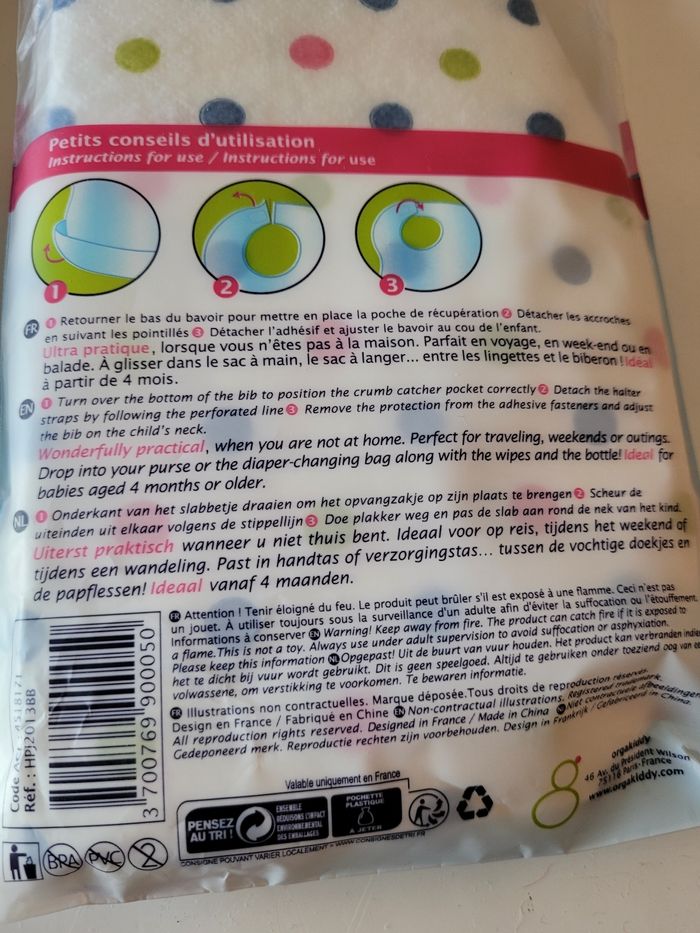 Petits conseils d'utilisation
Instructions for use / Instructions for use
1 2 3
FR 1 Retourner le bas du bavoir pour mettre en place la poche de récupération 2 Détacher les accroches
en suivant les pointillés 3 Détacher l'adhésif et ajuster le bavoir au cou de l'enfant.
Ultra pratique, lorsque vous n'êtes pas à la maison. Parfait en voyage, en week-end ou en
balade. À glisser dans le sac à main, le sac à langer... entre les lingettes et le biberon ! Idéal
à partir de 4 mois.
EN 1 Turn over the bottom of the bib to position the crumb catcher pocket correctly 2 Detach the halter
straps by following the perforated line 3 Remove the protection from the adhesive fasteners and adjust
the bib on the child's neck.
Wonderfully practical, when you are not at home. Perfect for traveling, weekends or outings.
Drop into your purse or the diaper-changing bag along with the wipes and the bottle! Ideal for
babies aged 4 months or older.
NL 1 Onderkant van het slabbetje draaien om het opvangzakje op zijn plaats te brengen 2 Scheur de
uiteinden uit elkaar volgens de stippellijn 3 Doe plakker weg en pas de slab aan rond de nek van het kind.
Uiterst praktisch wanneer u niet thuis bent. Ideaal voor op reis, tijdens het weekend of
tijdens een wandeling. Past in handtas of verzorgingstas... tussen de vochtige doekjes en
de papflessen! Ideaal vanaf 4 maanden.
FR Attention ! Tenir éloigné du feu. Le produit peut brûler s'il est exposé à une flamme. Ceci n'est pas
un jouet. À utiliser toujours sous la surveillance d'un adulte afin d'éviter la suffocation ou l'étouffement.
Informations à conserver EN Warning! Keep away from fire. The product can catch fire if it is exposed to
a flame. This is not a toy. Always use under adult supervision to avoid suffocation or asphyxiation.
Please keep this information NL Opgepast! Uit de buurt van vuur houden. Het product kan verbranden indien
het te dicht bij vuur wordt gebruikt. Dit is geen speelgoed. Altijd te gebruiken onder toeziend oog van een
volwassene, om verstikking te voorkomen. Te bewaren informatie.
FR Illustrations non contractuelles. Marque déposée. Tous droits de reproduction réservés.
Design en France / Fabriqué en Chine EN Non-contractual illustrations. Registered trademark.
All reproduction rights reserved. Designed in France / Made in China NL Niet contractuele afbeeldingen.
Gedeponeerd merk. Reproductie rechten zijn voorbehouden. Design in Frankrijk / Gefabriceerd in China.
Réf. : HPJ2013BB
3 700769 900050
orgakiddy
46 Av. du Président Wilson
75116 Paris-France
www.orgakiddy.com
Valable uniquement en France
PENSEZ
AU TRI !
ENSEMBLE
RÉDUISONS L'IMPACT
ENVIRONNEMENTAL
DES EMBALLAGES
POCHETTE
PLASTIQUE
À JETER
CONSIGNE POUVANT VARIER LOCALEMENT • WWW.CONSIGNESDETRI.FR
BPA PVC